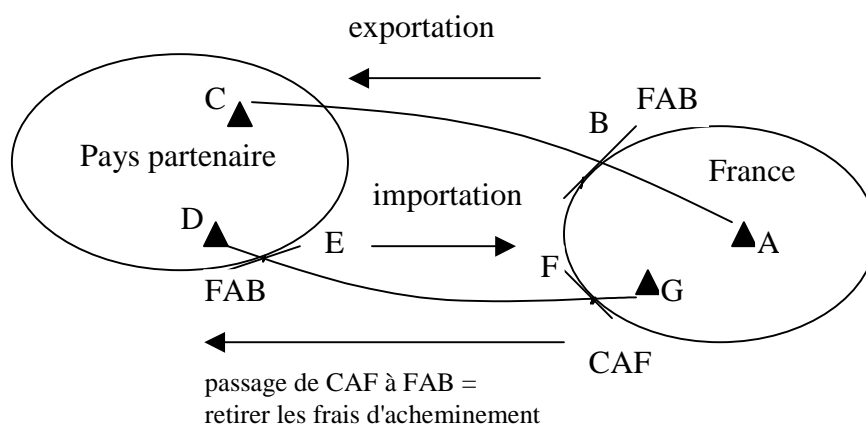 exportation
C
B
FAB
Pays partenaire
France
importation
D
E
A
FAB
F
G
CAF
passage de CAF à FAB =
retirer les frais d'acheminement